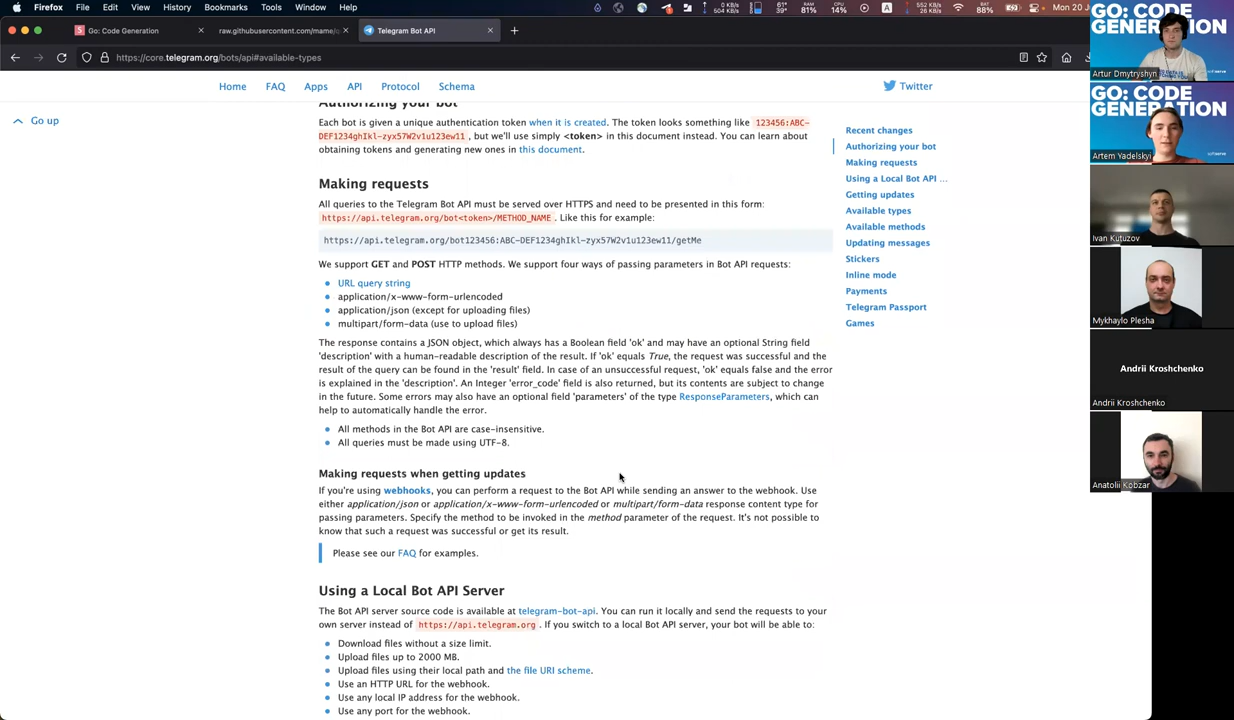 Firefox File Edit View History Bookmarks Tools Window Help
0 KB
504 KB
61°
39°
RAM
81%
CPU
14%
A
552 KB
26 KB
BAT
88%
Mon 20
Go: Code Generation
raw.githubusercontent.com/mame/q
Telegram Bot API
https://core.telegram.org/bots/api#available-types
Home FAQ Apps API Protocol Schema
Twitter
Go up
Authorizing your bot
Each bot is given a unique authentication token when it is created. The token looks something like 123456:ABC-
DEF1234ghIkl-zyx57W2v1u123ew11, but we'll use simply <token> in this document instead. You can learn about
obtaining tokens and generating new ones in this document.
Making requests
All queries to the Telegram Bot API must be served over HTTPS and need to be presented in this form:
https://api.telegram.org/bot<token>/METHOD_NAME. Like this for example:
https://api.telegram.org/bot123456:ABC-DEF1234ghIkl-zyx57W2v1u123ew11/getMe
We support GET and POST HTTP methods. We support four ways of passing parameters in Bot API requests:
URL query string
application/x-www-form-urlencoded
application/json (except for uploading files)
multipart/form-data (use to upload files)
The response contains a JSON object, which always has a Boolean field 'ok' and may have an optional String field
'description' with a human-readable description of the result. If 'ok' equals True, the request was successful and the
result of the query can be found in the 'result' field. In case of an unsuccessful request, 'ok' equals false and the error
is explained in the 'description'. An Integer 'error_code' field is also returned, but its contents are subject to change
in the future. Some errors may also have an optional field 'parameters' of the type ResponseParameters, which can
help to automatically handle the error.
All methods in the Bot API are case-insensitive.
All queries must be made using UTF-8.
Making requests when getting updates
If you're using webhooks, you can perform a request to the Bot API while sending an answer to the webhook. Use
either application/json or application/x-www-form-urlencoded or multipart/form-data response content type for
passing parameters. Specify the method to be invoked in the method parameter of the request. It's not possible to
know that such a request was successful or get its result.
Please see our FAQ for examples.
Using a Local Bot API Server
The Bot API server source code is available at telegram-bot-api. You can run it locally and send the requests to your
own server instead of https://api.telegram.org. If you switch to a local Bot API server, your bot will be able to:
Download files without a size limit.
Upload files up to 2000 MB.
Upload files using their local path and the file URI scheme.
Use an HTTP URL for the webhook.
Use any local IP address for the webhook.
Use any port for the webhook.
Recent changes
Authorizing your bot
Making requests
Using a Local Bot API ...
Getting updates
Available types
Available methods
Updating messages
Stickers
Inline mode
Payments
Telegram Passport
Games
GO: CODE
GENERATION
Artur Dmytryshyn
GO: CODE
GENERATION
Artem Yadelskyi
Ivan Kutuzov
Mykhaylo Plesha
Andrii Kroshchenko
Andrii Kroshchenko
Anatolii Kobzar